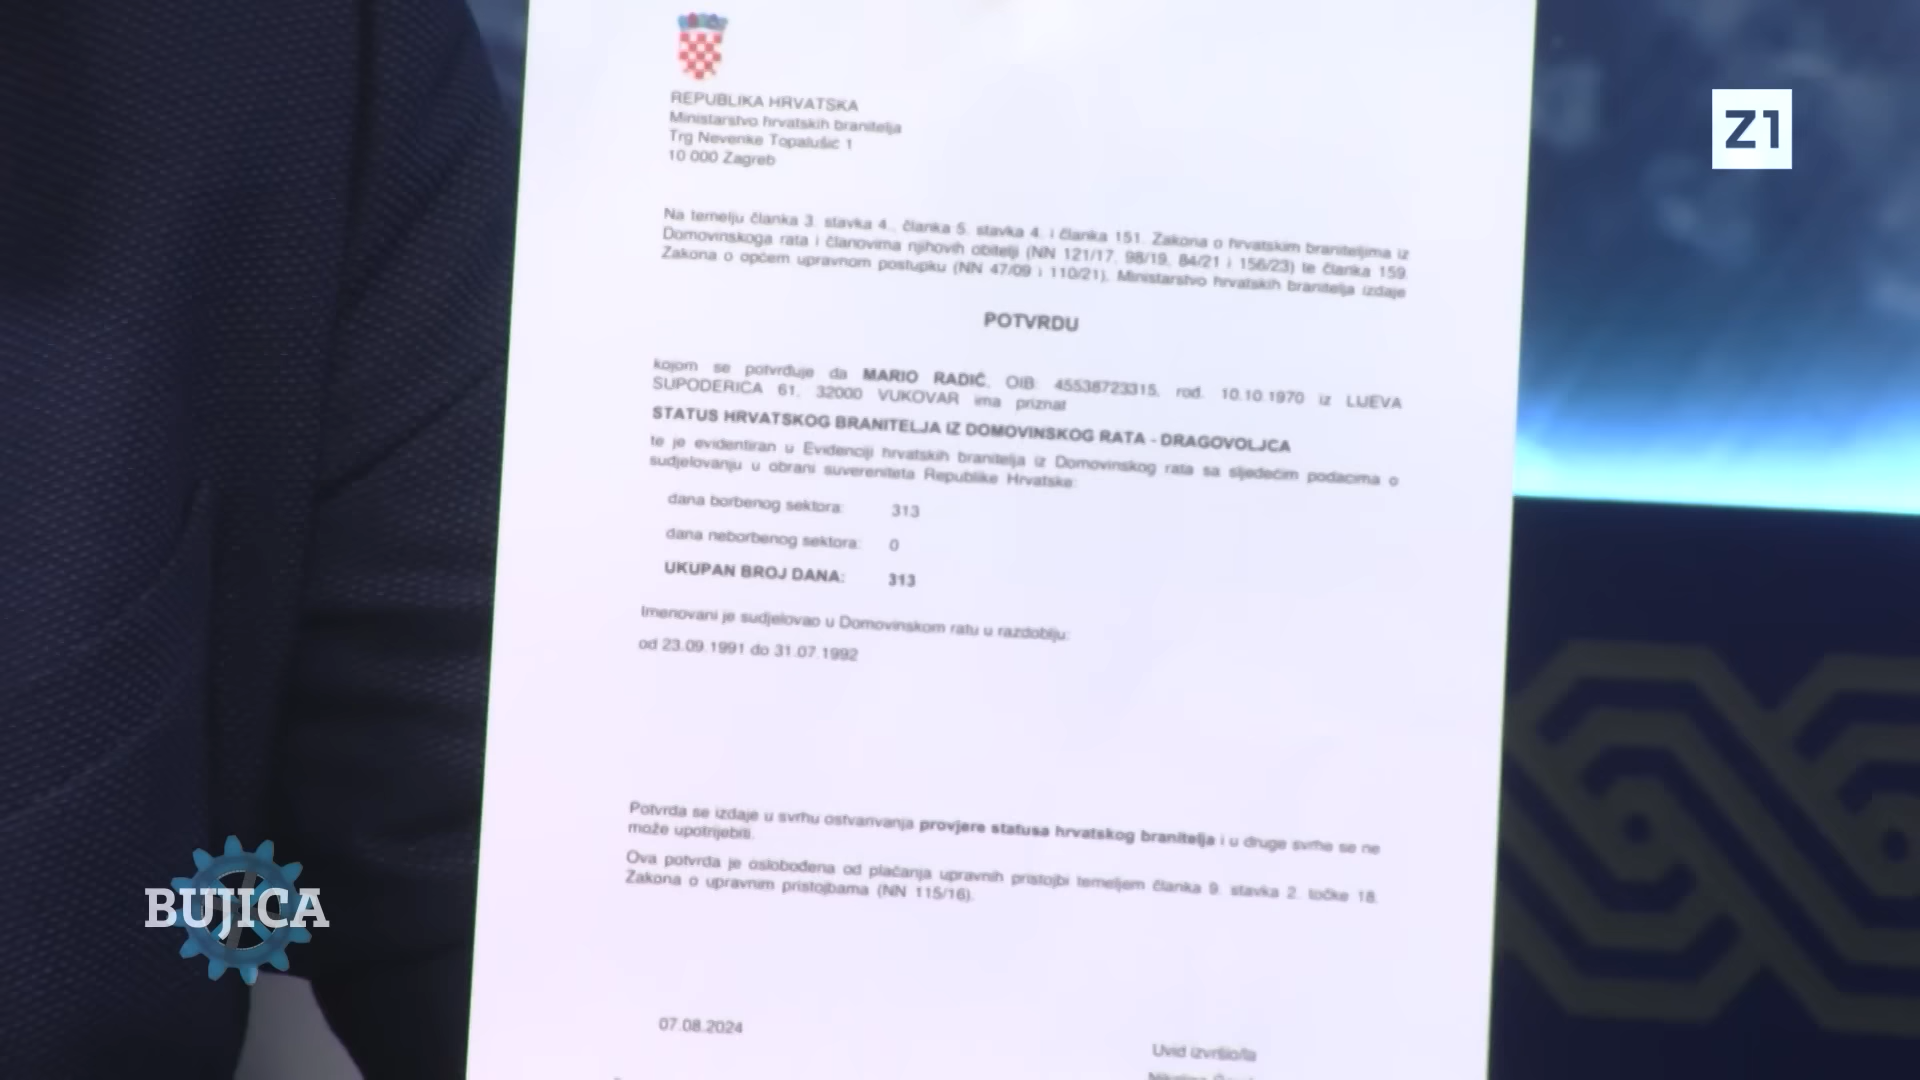 REPUBLIKA HRVATSKA
Ministarstvo hrvatskih branitelja
Trg Nevenke Topalušić 1
10 000 Zagreb
Z1
Na temelju članka 3. stavka 4., članka 5. stavka 4. i članka 151. Zakona o hrvatskim braniteljima iz
Domovinskoga rata i članovima njihovih obitelji (NN 121/17, 98/19, 84/21 i 156/23) te članka 159.
Zakona o općem upravnom postupku (NN 47/09 i 110/21), Ministarstvo hrvatskih branitelja izdaje
POTVRDU
kojom se potvrđuje da MARIO RADIĆ, OIB: 45538723315, rođ. 10.10.1970 iz LIJEVA
SUPODERICA 61, 32000 VUKOVAR ima priznat
STATUS HRVATSKOG BRANITELJA IZ DOMOVINSKOG RATA - DRAGOVOLJCA
te je evidentiran u Evidenciji hrvatskih branitelja iz Domovinskog rata sa sljedećim podacima o
sudjelovanju u obrani suvereniteta Republike Hrvatske:
dana borbenog sektora: 313
dana neborbenog sektora: 0
UKUPAN BROJ DANA: 313
Imenovani je sudjelovao u Domovinskom ratu u razdoblju:
od 23.09.1991 do 31.07.1992
Potvrda se izdaje u svrhu ostvarivanja provjere statusa hrvatskog branitelja i u druge svrhe se ne
može upotrijebiti.
Ova potvrda je oslobođena od plaćanja upravnih pristojbi temeljem članka 9. stavka 2. točke 18.
Zakona o upravnim pristojbama (NN 115/16).
BUJICA
07.08.2024
Uvid izvršio/la